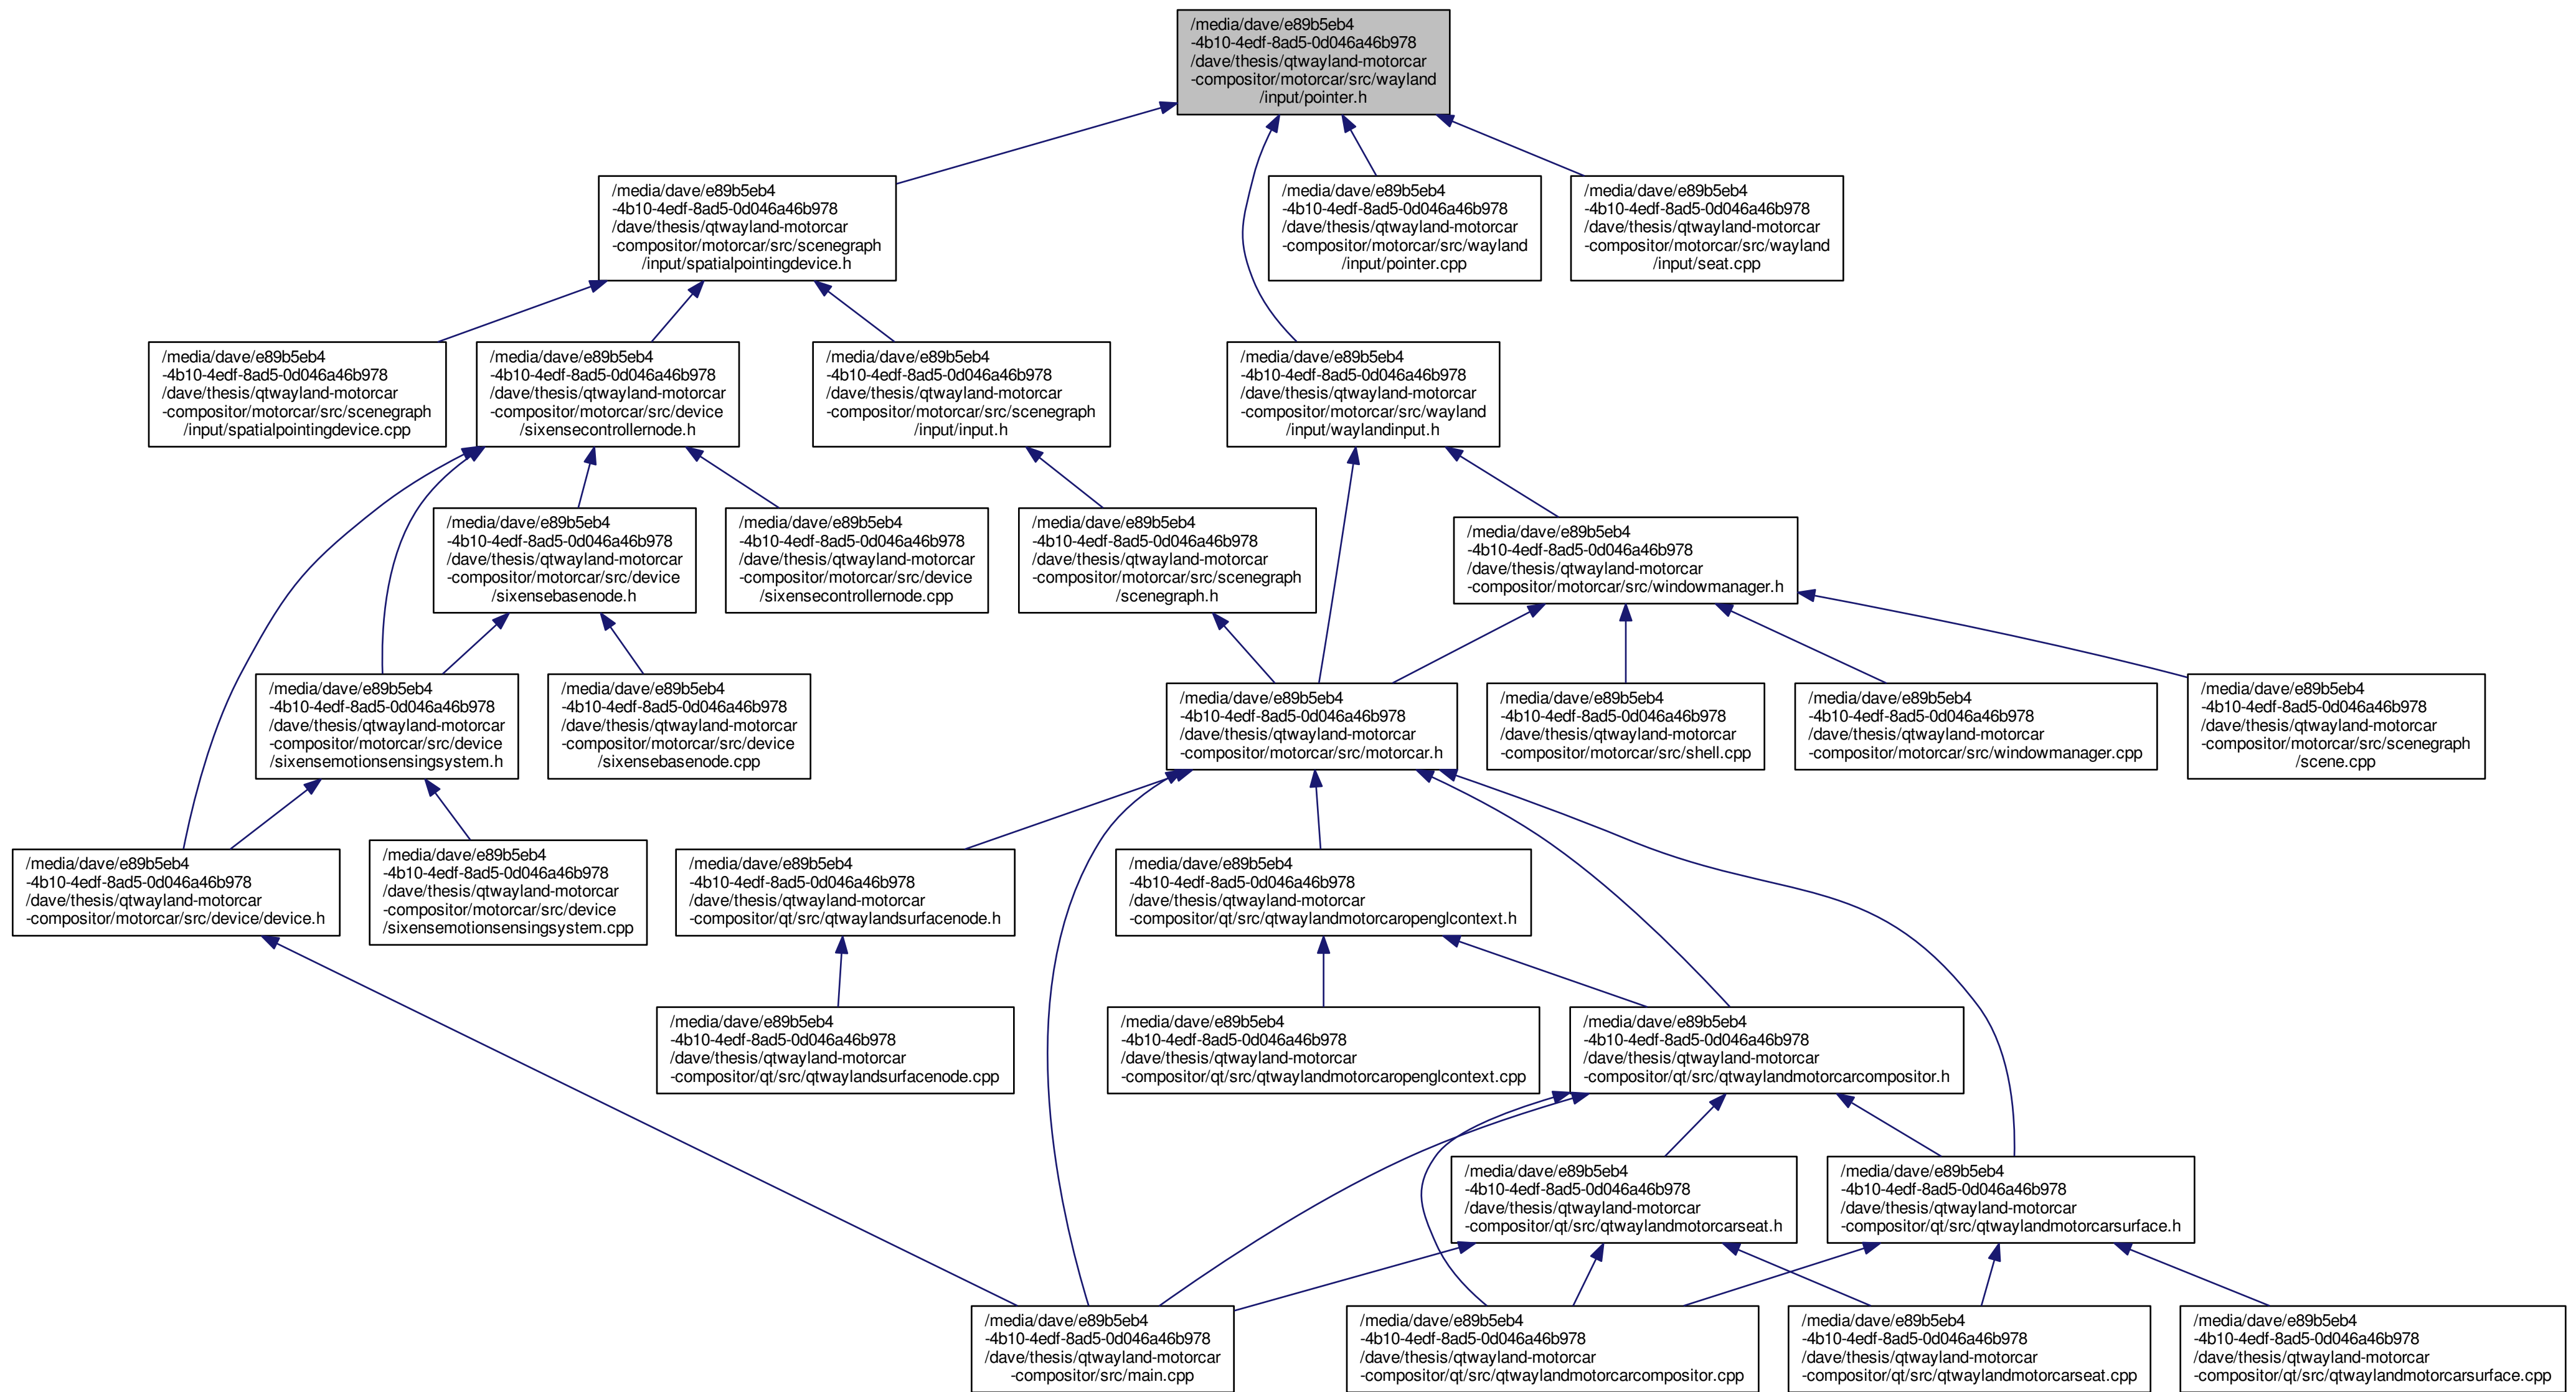 /media/dave/e89b5eb4
-4b10-4edf-8ad5-0d046a46b978
/dave/thesis/qtwayland-motorcar
-compositor/motorcar/src/wayland
/input/pointer.h
/media/dave/e89b5eb4
-4b10-4edf-8ad5-0d046a46b978
/dave/thesis/qtwayland-motorcar
-compositor/motorcar/src/scenegraph
/input/spatialpointingdevice.h
/media/dave/e89b5eb4
-4b10-4edf-8ad5-0d046a46b978
/dave/thesis/qtwayland-motorcar
-compositor/motorcar/src/wayland
/input/pointer.cpp
/media/dave/e89b5eb4
-4b10-4edf-8ad5-0d046a46b978
/dave/thesis/qtwayland-motorcar
-compositor/motorcar/src/wayland
/input/seat.cpp
/media/dave/e89b5eb4
-4b10-4edf-8ad5-0d046a46b978
/dave/thesis/qtwayland-motorcar
-compositor/motorcar/src/scenegraph
/input/spatialpointingdevice.cpp
/media/dave/e89b5eb4
-4b10-4edf-8ad5-0d046a46b978
/dave/thesis/qtwayland-motorcar
-compositor/motorcar/src/device
/sixensecontrollernode.h
/media/dave/e89b5eb4
-4b10-4edf-8ad5-0d046a46b978
/dave/thesis/qtwayland-motorcar
-compositor/motorcar/src/scenegraph
/input/input.h
/media/dave/e89b5eb4
-4b10-4edf-8ad5-0d046a46b978
/dave/thesis/qtwayland-motorcar
-compositor/motorcar/src/wayland
/input/waylandinput.h
/media/dave/e89b5eb4
-4b10-4edf-8ad5-0d046a46b978
/dave/thesis/qtwayland-motorcar
-compositor/motorcar/src/device
/sixensebasenode.h
/media/dave/e89b5eb4
-4b10-4edf-8ad5-0d046a46b978
/dave/thesis/qtwayland-motorcar
-compositor/motorcar/src/device
/sixensecontrollernode.cpp
/media/dave/e89b5eb4
-4b10-4edf-8ad5-0d046a46b978
/dave/thesis/qtwayland-motorcar
-compositor/motorcar/src/scenegraph
/scenegraph.h
/media/dave/e89b5eb4
-4b10-4edf-8ad5-0d046a46b978
/dave/thesis/qtwayland-motorcar
-compositor/motorcar/src/windowmanager.h
/media/dave/e89b5eb4
-4b10-4edf-8ad5-0d046a46b978
/dave/thesis/qtwayland-motorcar
-compositor/motorcar/src/device
/sixensemotionsensingsystem.h
/media/dave/e89b5eb4
-4b10-4edf-8ad5-0d046a46b978
/dave/thesis/qtwayland-motorcar
-compositor/motorcar/src/device
/sixensebasenode.cpp
/media/dave/e89b5eb4
-4b10-4edf-8ad5-0d046a46b978
/dave/thesis/qtwayland-motorcar
-compositor/motorcar/src/motorcar.h
/media/dave/e89b5eb4
-4b10-4edf-8ad5-0d046a46b978
/dave/thesis/qtwayland-motorcar
-compositor/motorcar/src/shell.cpp
/media/dave/e89b5eb4
-4b10-4edf-8ad5-0d046a46b978
/dave/thesis/qtwayland-motorcar
-compositor/motorcar/src/windowmanager.cpp
/media/dave/e89b5eb4
-4b10-4edf-8ad5-0d046a46b978
/dave/thesis/qtwayland-motorcar
-compositor/motorcar/src/scenegraph
/scene.cpp
/media/dave/e89b5eb4
-4b10-4edf-8ad5-0d046a46b978
/dave/thesis/qtwayland-motorcar
-compositor/motorcar/src/device/device.h
/media/dave/e89b5eb4
-4b10-4edf-8ad5-0d046a46b978
/dave/thesis/qtwayland-motorcar
-compositor/motorcar/src/device
/sixensemotionsensingsystem.cpp
/media/dave/e89b5eb4
-4b10-4edf-8ad5-0d046a46b978
/dave/thesis/qtwayland-motorcar
-compositor/qt/src/qtwaylandsurfacenode.h
/media/dave/e89b5eb4
-4b10-4edf-8ad5-0d046a46b978
/dave/thesis/qtwayland-motorcar
-compositor/qt/src/qtwaylandmotorcaropenglcontext.h
/media/dave/e89b5eb4
-4b10-4edf-8ad5-0d046a46b978
/dave/thesis/qtwayland-motorcar
-compositor/qt/src/qtwaylandsurfacenode.cpp
/media/dave/e89b5eb4
-4b10-4edf-8ad5-0d046a46b978
/dave/thesis/qtwayland-motorcar
-compositor/qt/src/qtwaylandmotorcaropenglcontext.cpp
/media/dave/e89b5eb4
-4b10-4edf-8ad5-0d046a46b978
/dave/thesis/qtwayland-motorcar
-compositor/qt/src/qtwaylandmotorcarcompositor.h
/media/dave/e89b5eb4
-4b10-4edf-8ad5-0d046a46b978
/dave/thesis/qtwayland-motorcar
-compositor/qt/src/qtwaylandmotorcarseat.h
/media/dave/e89b5eb4
-4b10-4edf-8ad5-0d046a46b978
/dave/thesis/qtwayland-motorcar
-compositor/qt/src/qtwaylandmotorcarsurface.h
/media/dave/e89b5eb4
-4b10-4edf-8ad5-0d046a46b978
/dave/thesis/qtwayland-motorcar
-compositor/src/main.cpp
/media/dave/e89b5eb4
-4b10-4edf-8ad5-0d046a46b978
/dave/thesis/qtwayland-motorcar
-compositor/qt/src/qtwaylandmotorcarcompositor.cpp
/media/dave/e89b5eb4
-4b10-4edf-8ad5-0d046a46b978
/dave/thesis/qtwayland-motorcar
-compositor/qt/src/qtwaylandmotorcarseat.cpp
/media/dave/e89b5eb4
-4b10-4edf-8ad5-0d046a46b978
/dave/thesis/qtwayland-motorcar
-compositor/qt/src/qtwaylandmotorcarsurface.cpp